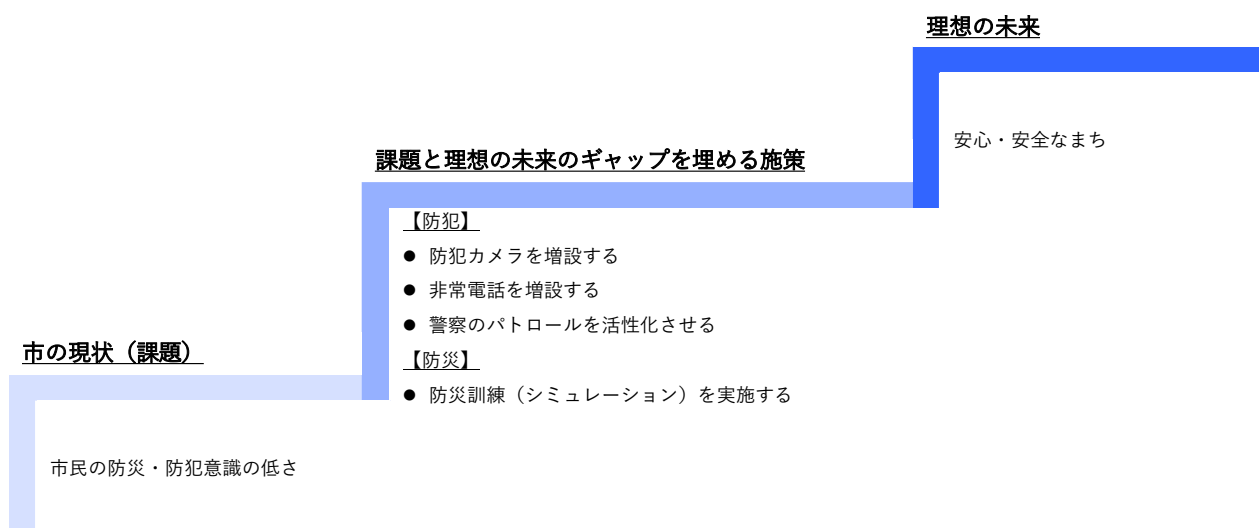 理想の未来
安心・安全なまち
課題と理想の未来のギャップを埋める施策
【防犯】
● 防犯カメラを増設する
● 非常電話を増設する
● 警察のパトロールを活性化させる
【防災】
● 防災訓練（シミュレーション）を実施する
市の現状（課題）
市民の防災・防犯意識の低さ